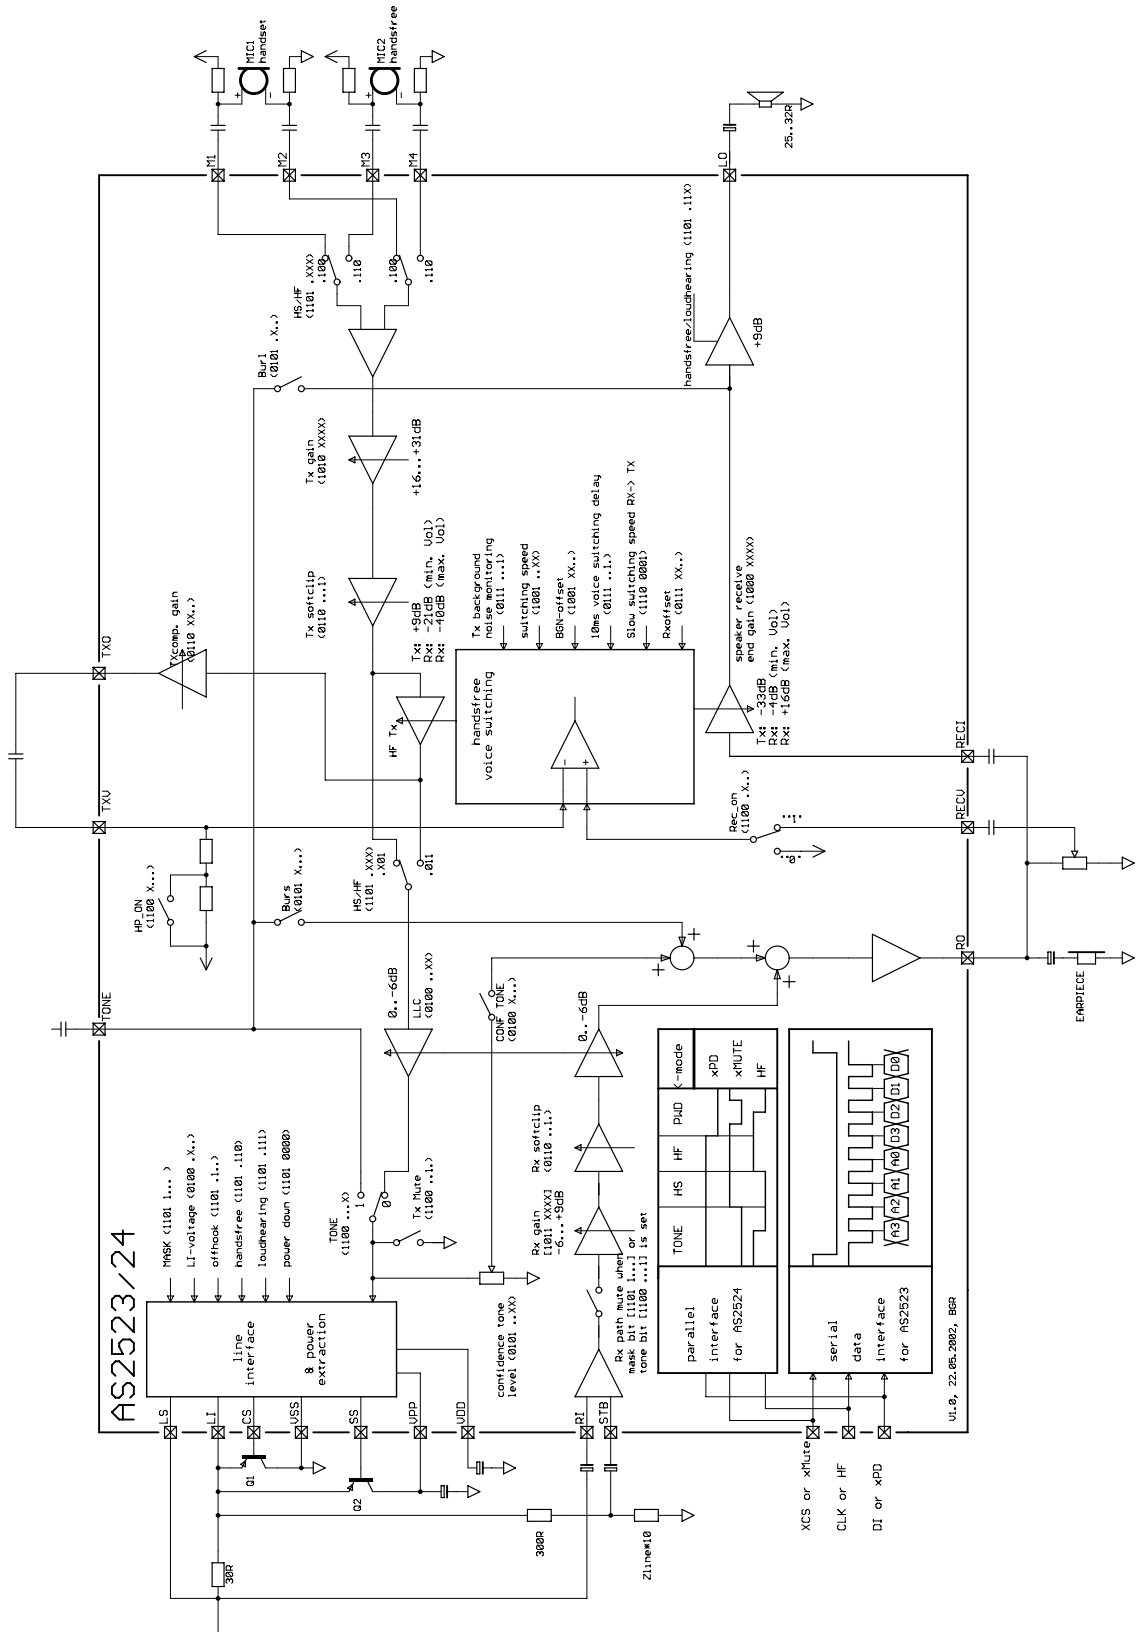 AS2523/24
LS
LI
CS
VSS
SS
VPP
VDD
RI
STB
Q1
Q2
30R
300R
Zline*10
line
interface
& power
extraction
MASK (1101 1...)
LI-voltage (0100 .X..)
offhook (1101 .1..)
handsfree (1101 .110)
loudhearing (1101 .111)
power down (1101 0000)
TONE
(1100 ...X)
1
0
Tx Mute
(1100 ..1.)
confidence tone
level (0101 ..XX)
CONF TONE
(0100 X...)
0..-6dB
LLC
(0100 ..XX)
TONE
TXV
TXO
HP_ON
(1100 X...)
Burs
(0101 X...)
HS/HF
(1101 .XXX)
.X01
.011
HF Tx
TXcomp. gain
(0110 XX..)
Tx softclip
(0110 ...1)
Tx: +9dB
Rx: -21dB (min. Vol)
Rx: -40dB (max. Vol)
Tx gain
(1010 XXXX)
+16...+31dB
Burl
(0101 .X..)
HS/HF
(1101 .XXX)
.100
.110
.100
.110
M1
M2
M3
M4
MIC1
handset
+
-
MIC2
handsfree
+
-
handsfree
voice switching
-
+
Tx background
noise monitoring
(0111 ...1)
switching speed
(1001 ..XX)
BGN-offset
(1001 XX..)
10ms voice switching delay
(0111 ..1.)
Slow switching speed RX-> TX
(1110 0001)
Rxoffset
(0111 XX..)
speaker receive
end gain (1000 XXXX)
Tx: -33dB
Rx: -4dB (min. Vol)
Rx: +16dB (max. Vol)
handsfree/loudhearing (1101 .11X)
+9dB
LO
25..32R
Rec_on
(1100 .X..)
.0..
.1..
RECI
RECV
RO
EARPIECE
+
+
+
+
0..-6dB
Rx softclip
(0110 ..1.)
Rx gain
[1011 XXXX]
-6...+9dB
Rx path mute when
mask bit [1101 1...] or
tone bit [1100 ...1] is set
parallel
interface
for AS2524
TONE
HS
HF
PWD
<-mode
xPD
xMUTE
HF
serial
data
interface
for AS2523
A3
A2
A1
A0
D3
D2
D1
D0
XCS or xMute
CLK or HF
DI or xPD
V1.0, 22.05.2002, BGR